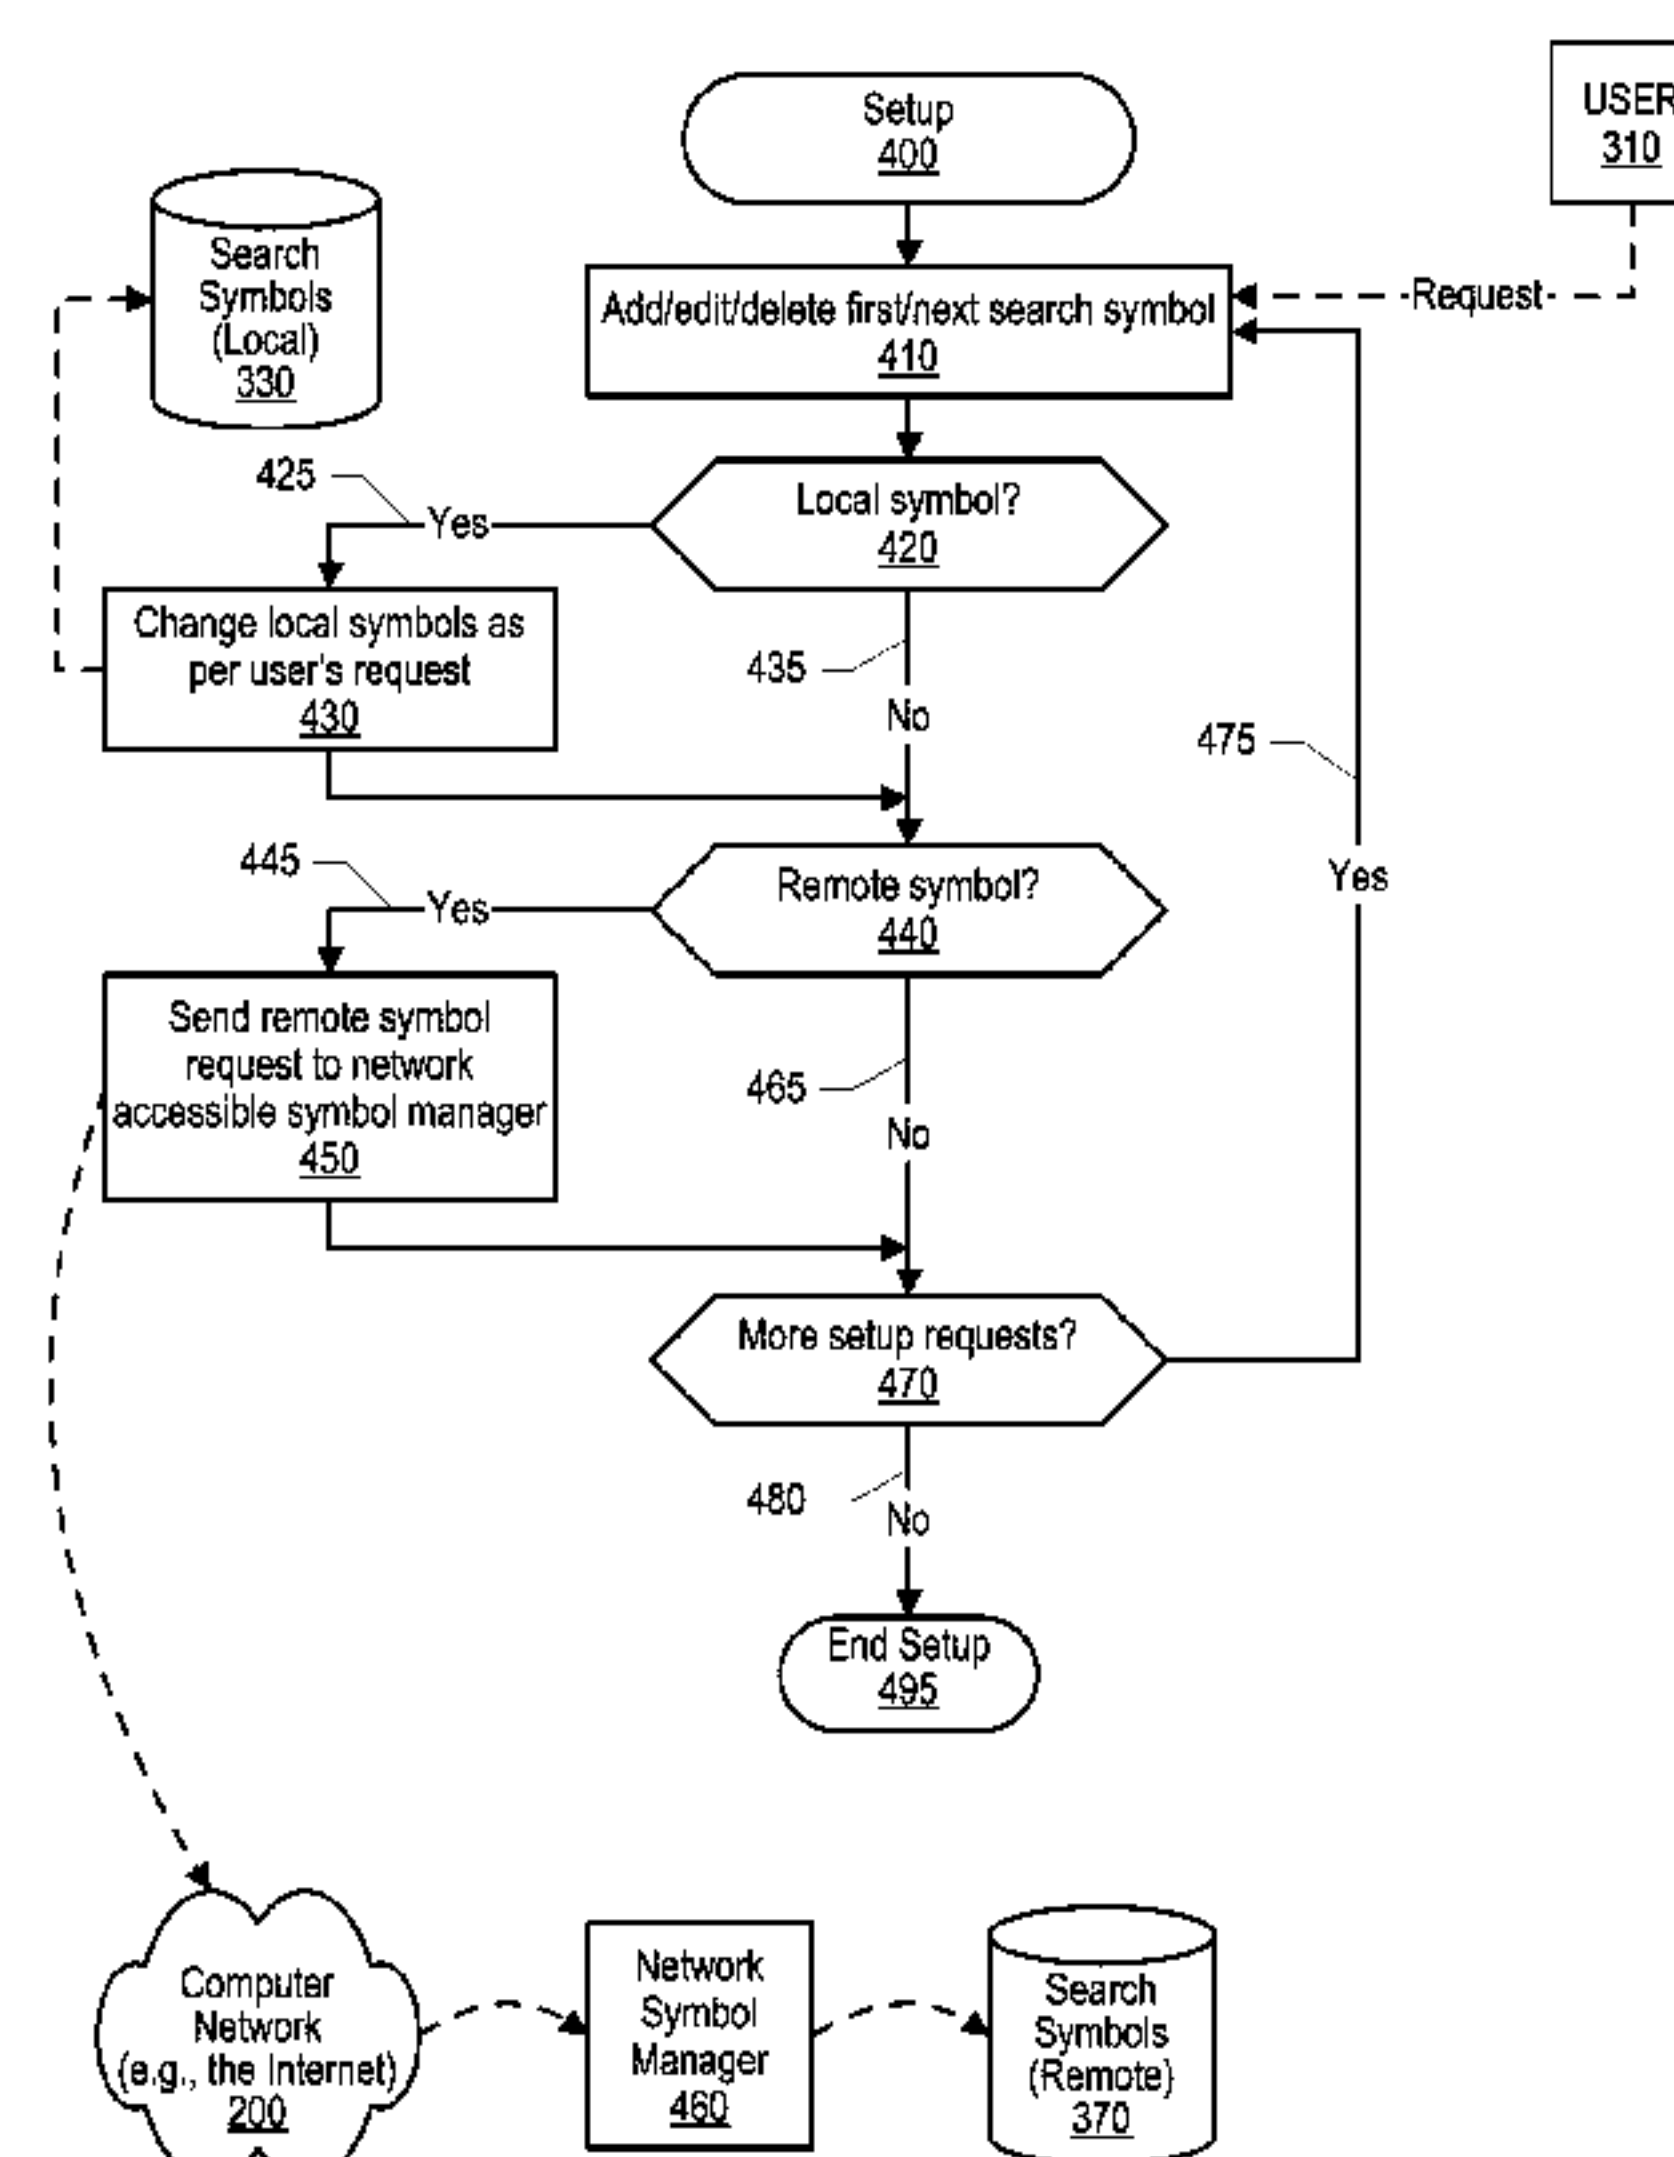 Setup
400
USER
310
Search
Symbols
(Local)
330
Add/edit/delete first/next search symbol
410
Request
425
Yes
Local symbol?
420
Change local symbols as
per user's request
430
435
No
475
Yes
445
Yes
Remote symbol?
440
Send remote symbol
request to network
accessible symbol manager
450
465
No
More setup requests?
470
480
No
End Setup
495
Computer
Network
(e.g., the Internet)
200
Network
Symbol
Manager
460
Search
Symbols
(Remote)
370